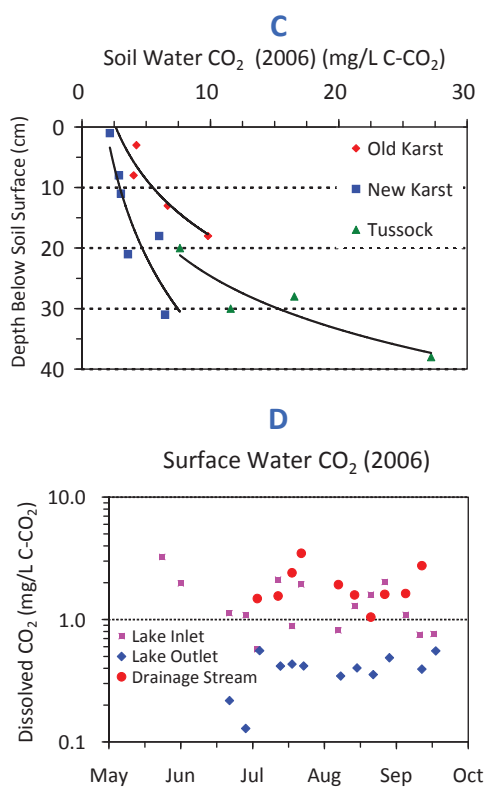 C
Soil Water CO₂ (2006) (mg/L C-CO₂)
0 10 20 30
Depth Below Soil Surface (cm)
0
10
20
30
40
Old Karst
New Karst
Tussock
D
Surface Water CO₂ (2006)
Dissolved CO₂ (mg/L C-CO₂)
10.0
1.0
0.1
Lake Inlet
Lake Outlet
Drainage Stream
May Jun Jul Aug Sep Oct